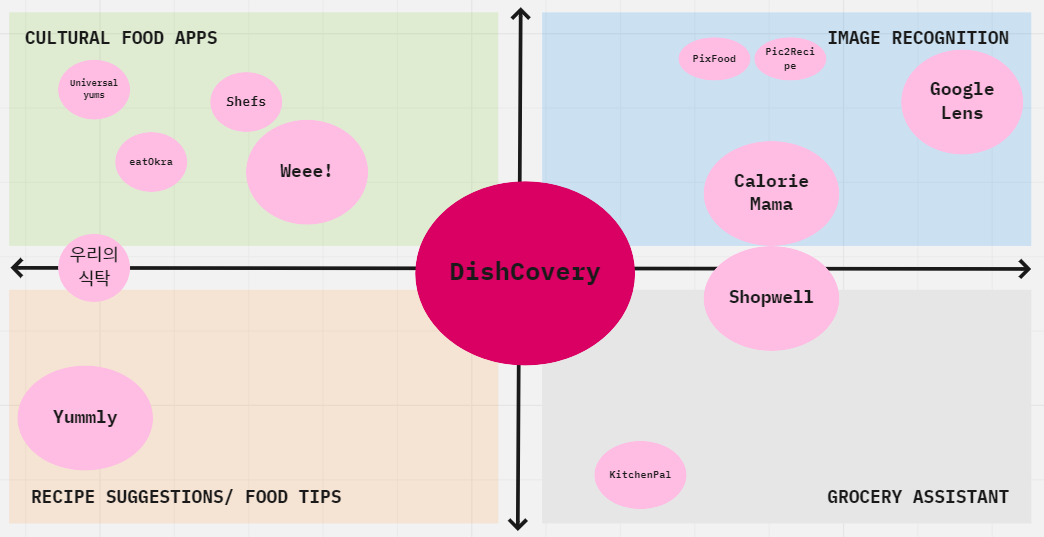 CULTURAL FOOD APPS
IMAGE RECOGNITION
Universal
yums
Shefs
eatOkra
Weee!
PixFood
Pic2Reci
pe
Google
Lens
Calorie
Mama
우리의
식탁
DishCovery
Shopwell
Yummly
KitchenPal
RECIPE SUGGESTIONS/ FOOD TIPS
GROCERY ASSISTANT